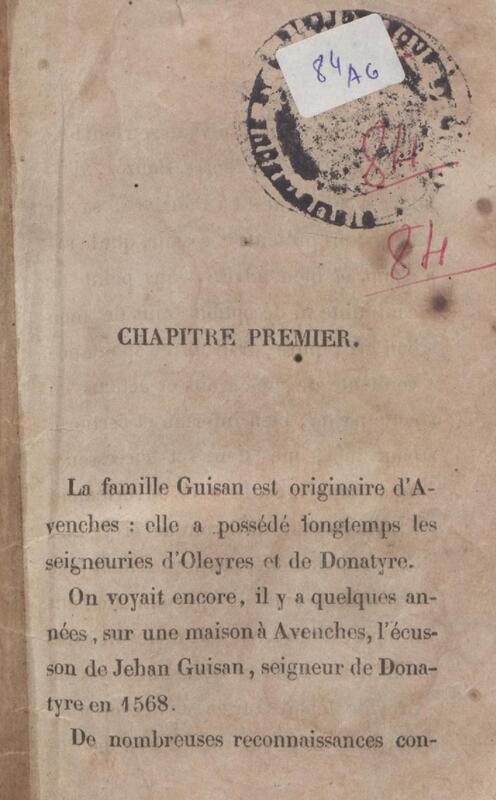 84 AG
84
84
CHAPITRE PREMIER.
La famille Guisan est originaire d'A-
venches : elle a possédé longtemps les
seigneuries d'Oleyres et de Donatyre.
On voyait encore, il y a quelques an-
nées, sur une maison à Avenches, l'écus-
son de Jehan Guisan, seigneur de Dona-
tyre en 1568.
De nombreuses reconnaissances con-